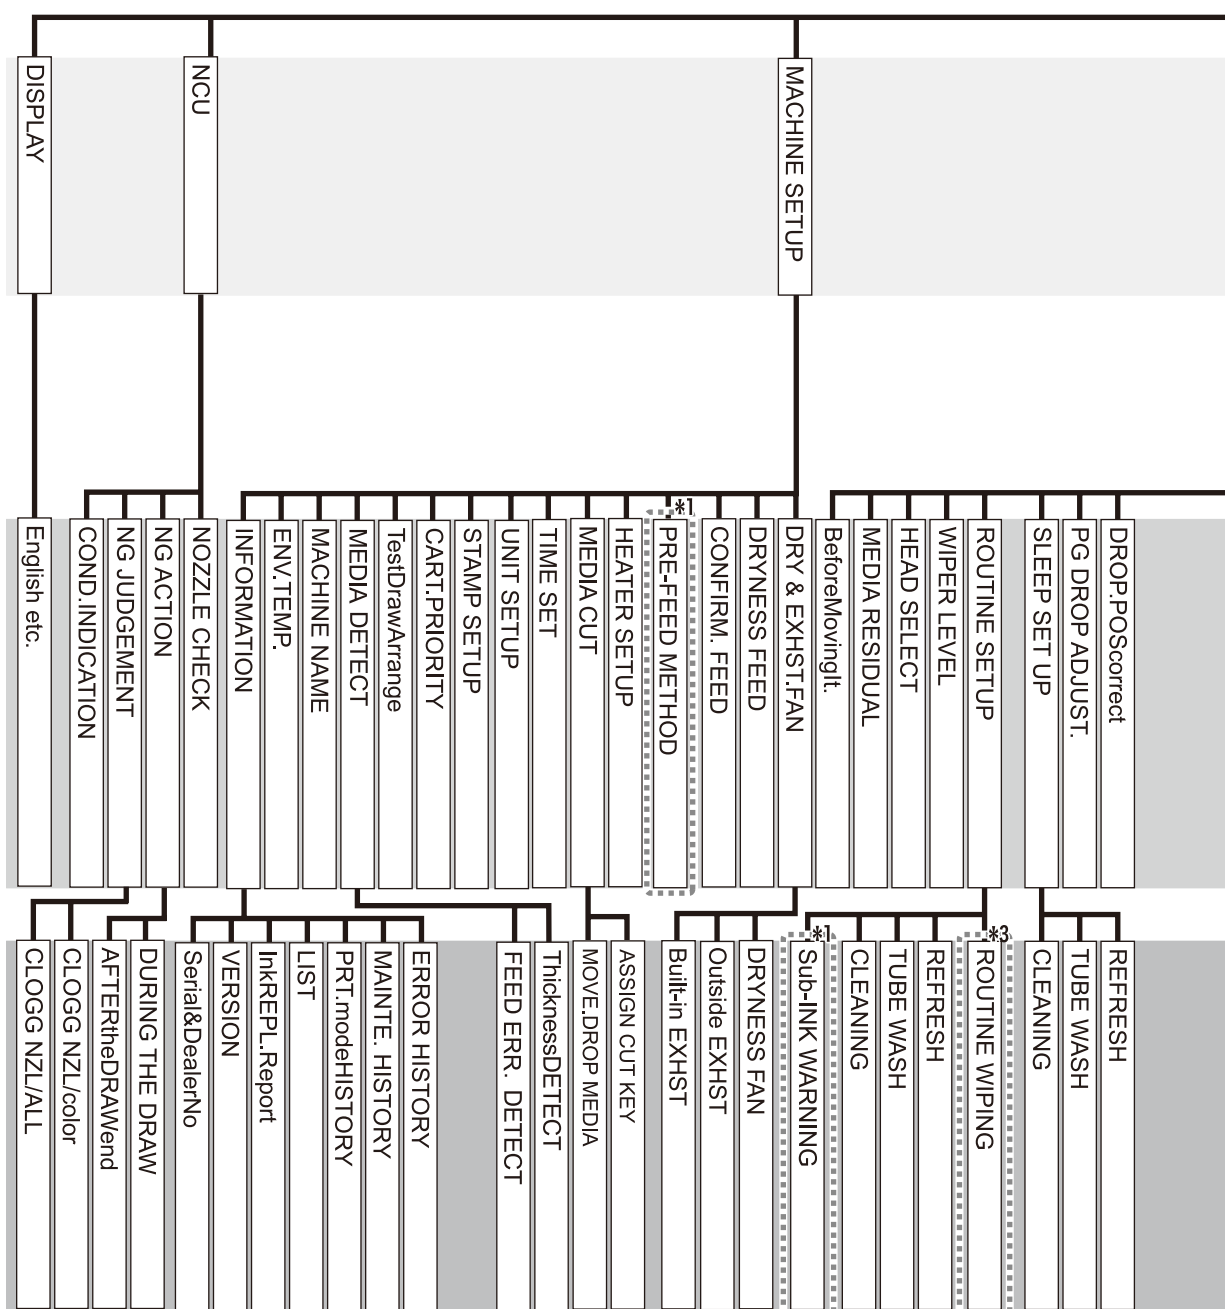 MACHINE SETUP
NCU
DISPLAY
DROP.POScorrect
PG DROP ADJUST.
SLEEP SET UP
ROUTINE SETUP
WIPER LEVEL
HEAD SELECT
MEDIA RESIDUAL
BeforeMovingIt.
DRY & EXHST.FAN
DRYNESS FEED
CONFIRM. FEED
*1
PRE-FEED METHOD
HEATER SETUP
MEDIA CUT
TIME SET
UNIT SETUP
STAMP SETUP
CART.PRIORITY
TestDrawArrange
MEDIA DETECT
MACHINE NAME
ENV.TEMP.
INFORMATION
NOZZLE CHECK
NG ACTION
NG JUDGEMENT
COND.INDICATION
English etc.
REFRESH
TUBE WASH
CLEANING
*3
ROUTINE WIPING
REFRESH
TUBE WASH
CLEANING
*1
Sub-INK WARNING
DRYNESS FAN
Outside EXHST
Built-in EXHST
ASSIGN CUT KEY
MOVE.DROP MEDIA
ThicknessDETECT
FEED ERR. DETECT
ERROR HISTORY
MAINTE. HISTORY
PRT.modeHISTORY
LIST
InkREPL.Report
VERSION
Serial&DealerNo
DURING THE DRAW
AFTERtheDRAWend
CLOGG NZL/color
CLOGG NZL/ALL